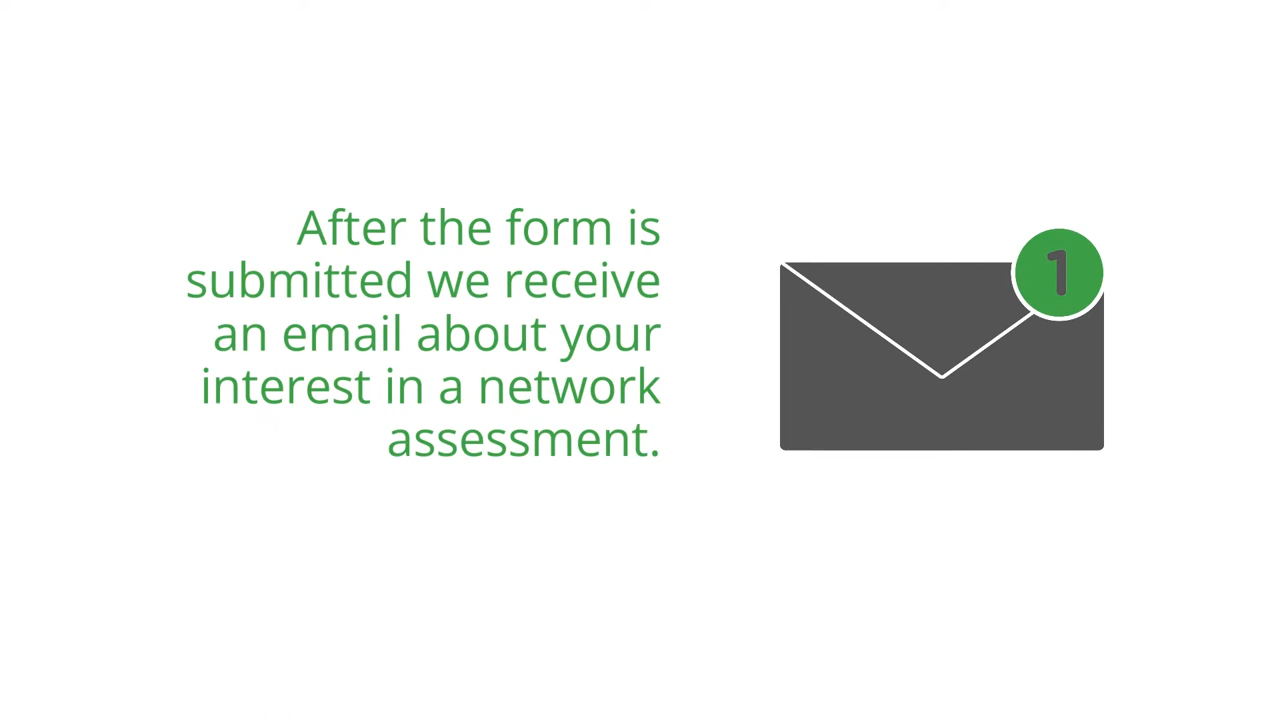 After the form is
submitted we receive
an email about your
interest in a network
assessment.
1